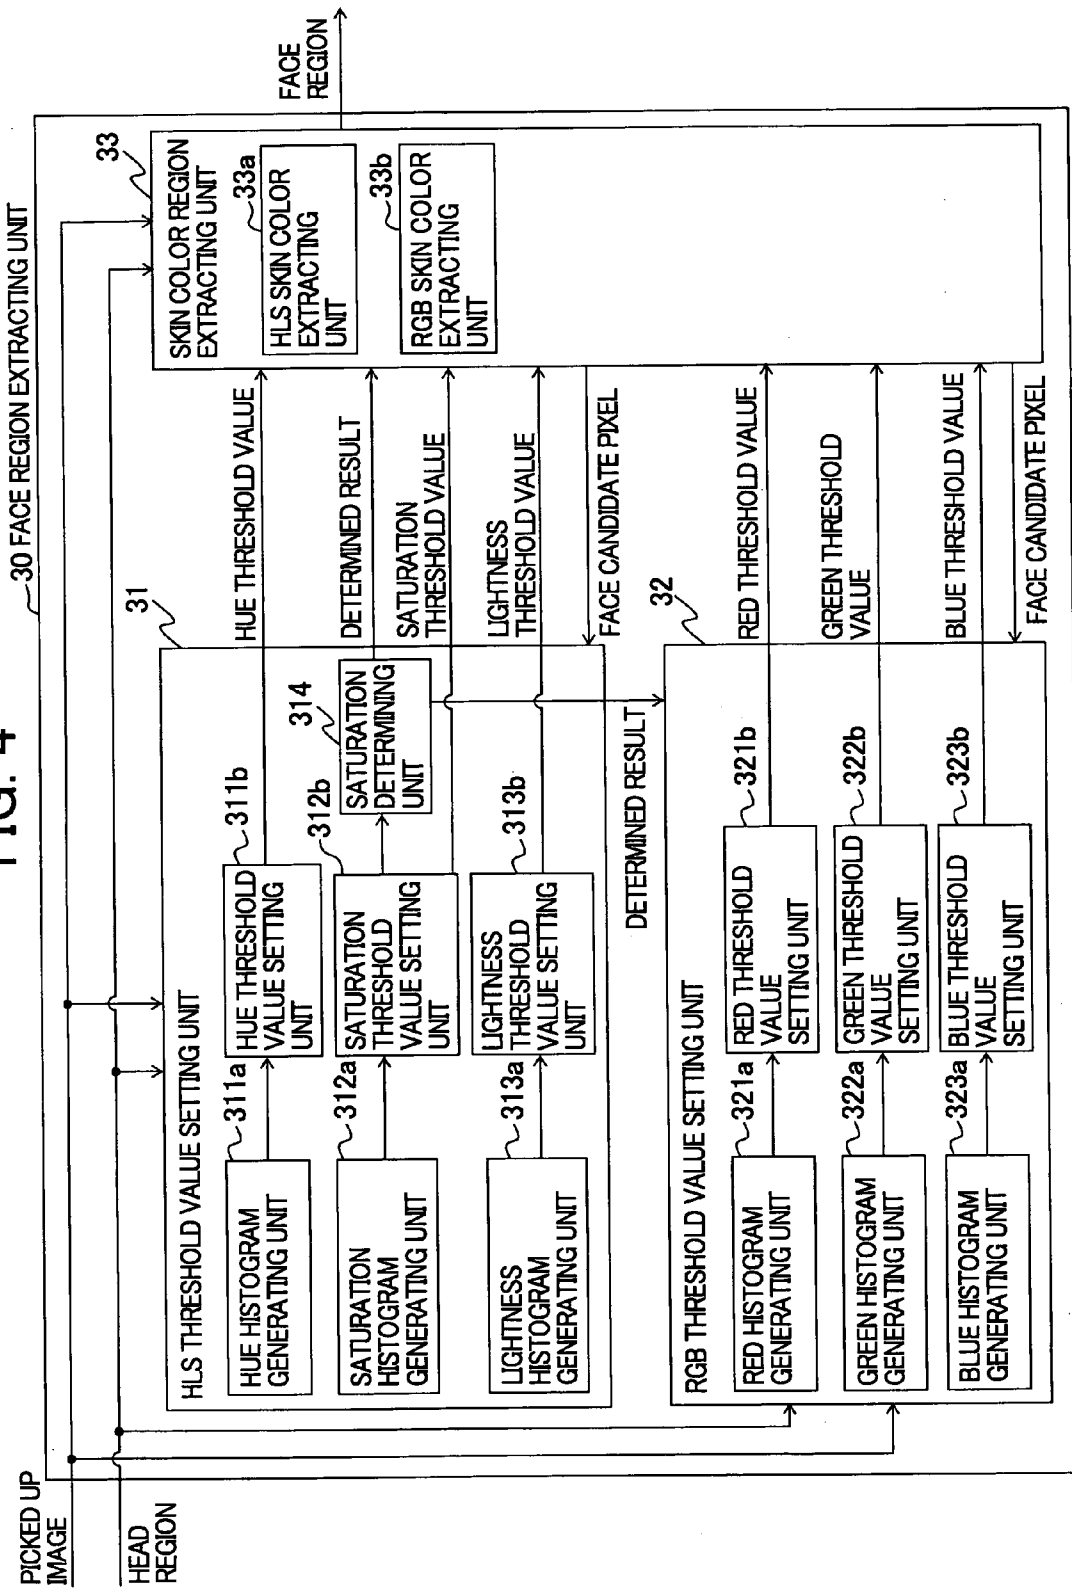 FIG. 4
30 FACE REGION EXTRACTING UNIT
PICKED UP
IMAGE
HEAD
REGION
31
HLS THRESHOLD VALUE SETTING UNIT
311a
HUE HISTOGRAM
GENERATING UNIT
311b
HUE THRESHOLD
VALUE SETTING
UNIT
312a
SATURATION
HISTOGRAM
GENERATING UNIT
312b
SATURATION
THRESHOLD
VALUE SETTING
UNIT
314
SATURATION
DETERMINING
UNIT
313a
LIGHTNESS
HISTOGRAM
GENERATING UNIT
313b
LIGHTNESS
THRESHOLD
VALUE SETTING
UNIT
HUE THRESHOLD VALUE
DETERMINED RESULT
SATURATION
THRESHOLD VALUE
LIGHTNESS
THRESHOLD VALUE
FACE CANDIDATE PIXEL
33
SKIN COLOR REGION
EXTRACTING UNIT
33a
HLS SKIN COLOR
EXTRACTING
UNIT
33b
RGB SKIN COLOR
EXTRACTING
UNIT
FACE
REGION
DETERMINED RESULT
32
RGB THRESHOLD VALUE SETTING UNIT
321a
RED HISTOGRAM
GENERATING UNIT
321b
RED THRESHOLD
VALUE
SETTING UNIT
322a
GREEN HISTOGRAM
GENERATING UNIT
322b
GREEN THRESHOLD
VALUE
SETTING UNIT
323a
BLUE HISTOGRAM
GENERATING UNIT
323b
BLUE THRESHOLD
VALUE
SETTING UNIT
RED THRESHOLD VALUE
GREEN THRESHOLD
VALUE
BLUE THRESHOLD VALUE
FACE CANDIDATE PIXEL